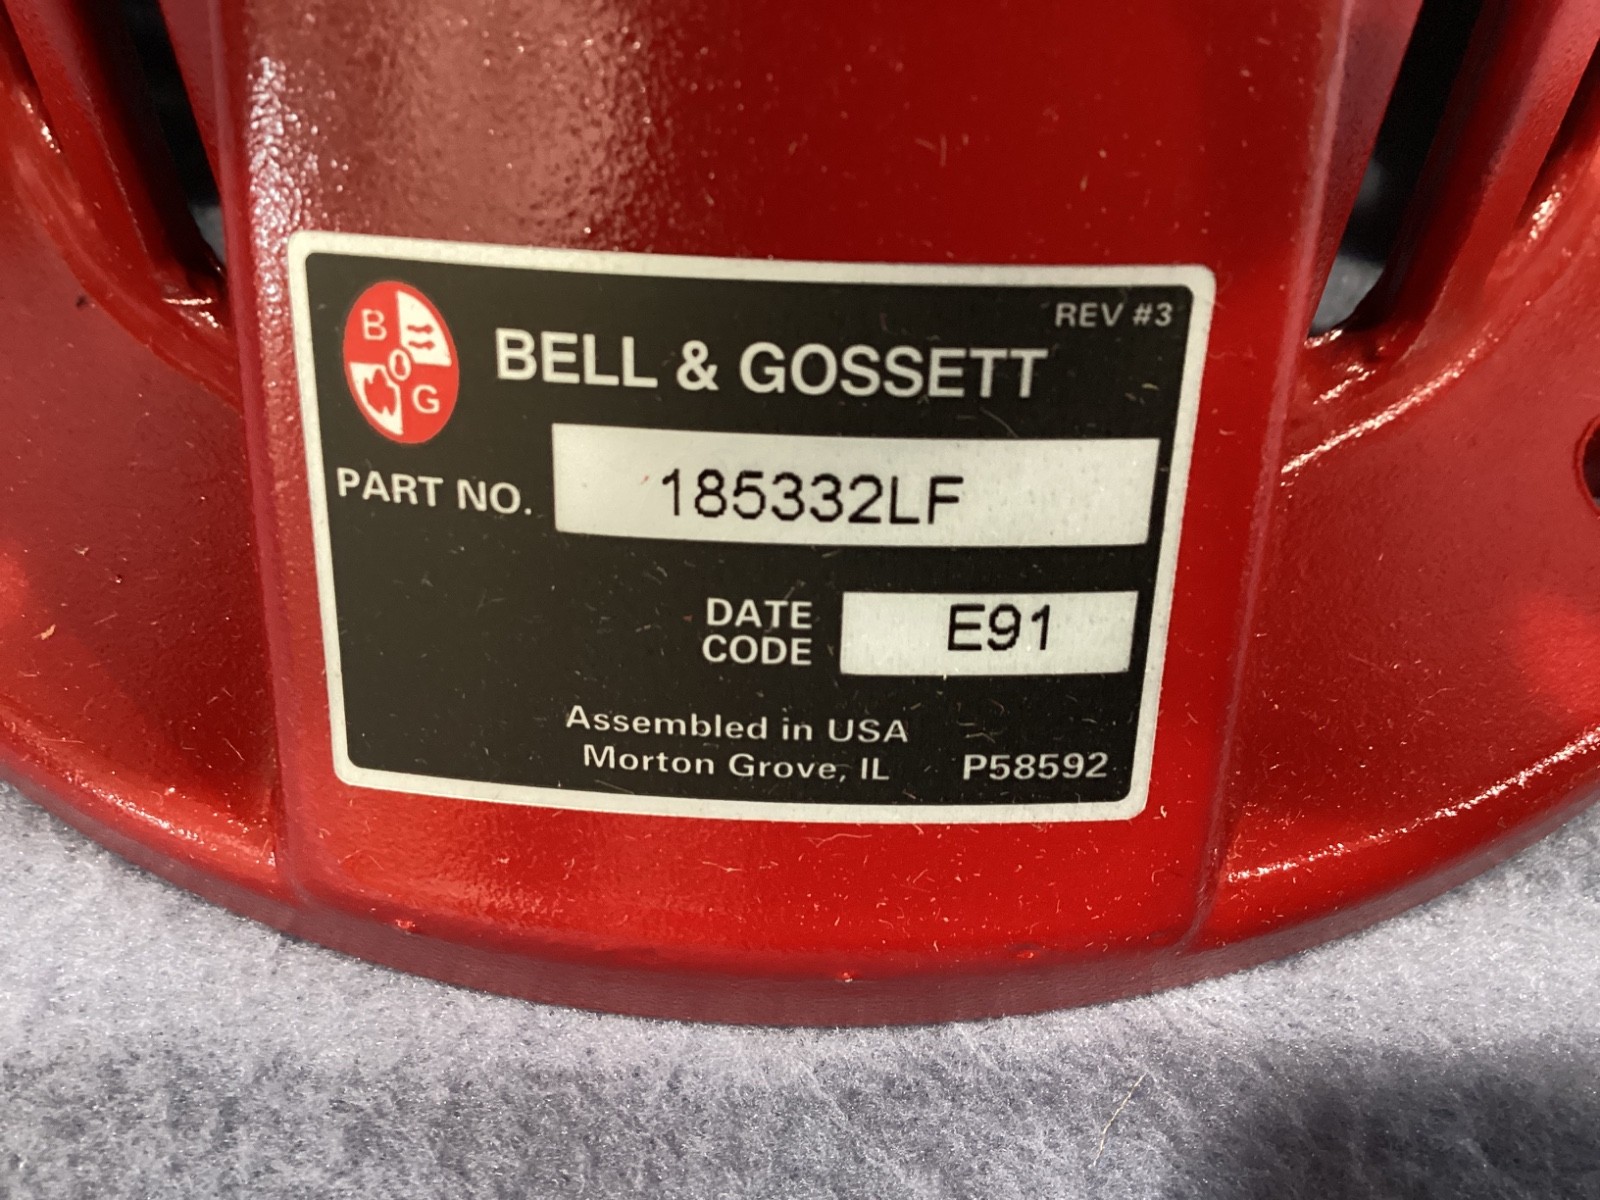 REV #3
B
G
BELL & GOSSETT
PART NO. 185332LF
DATE CODE E91
Assembled in USA
Morton Grove, IL P58592